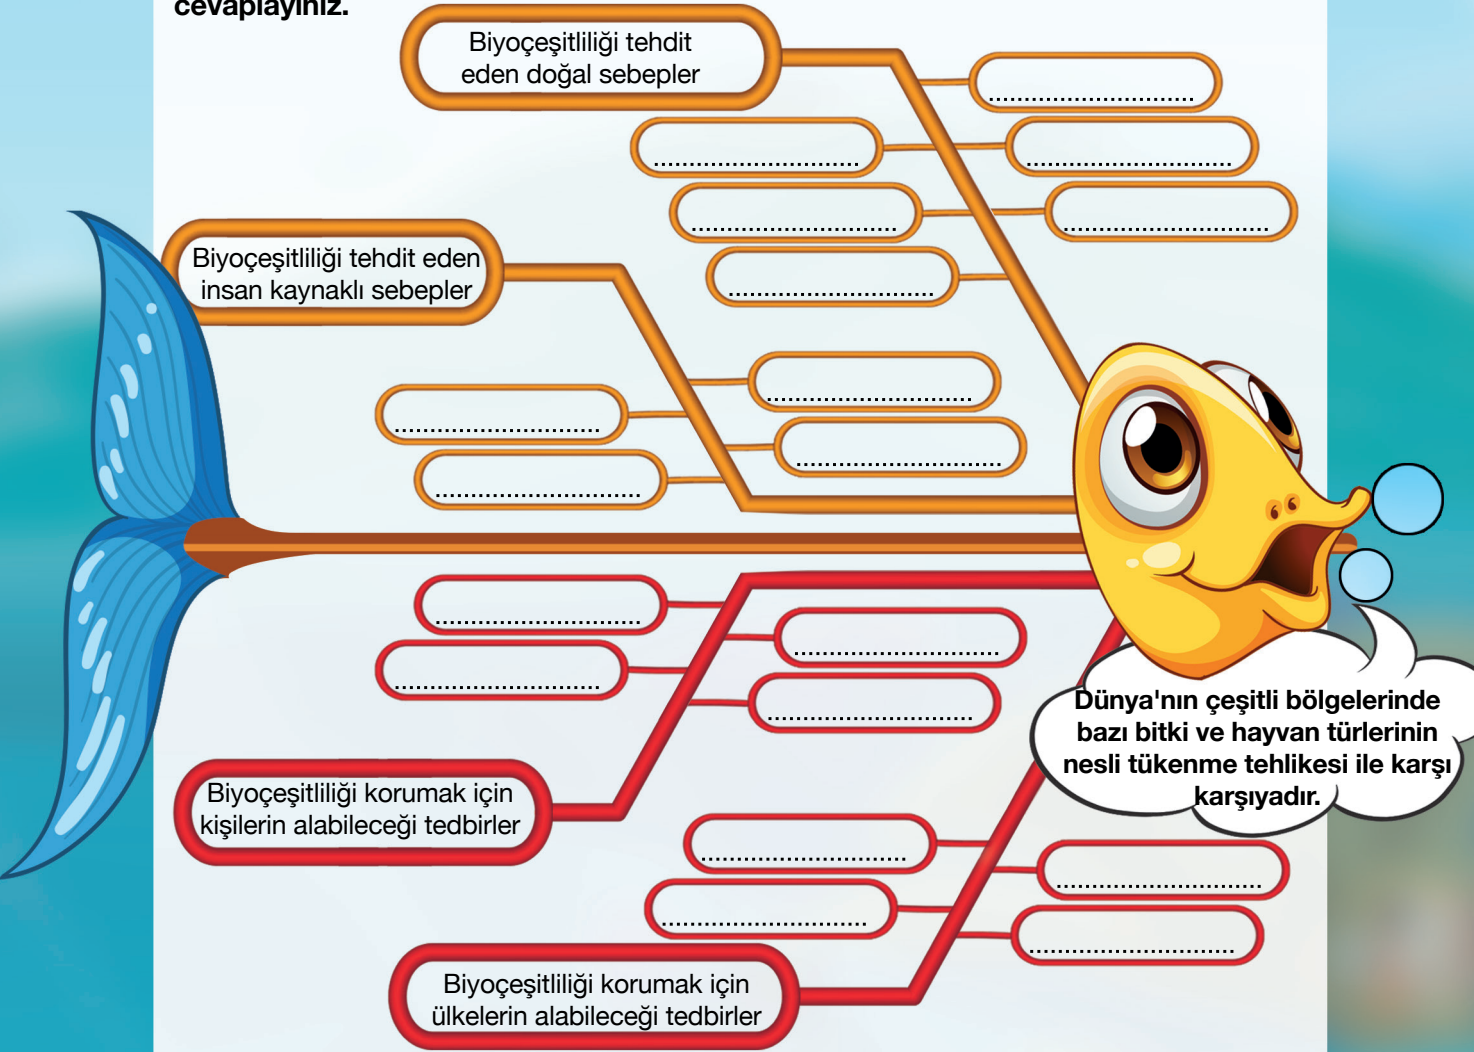 cevaplayınız.
Biyoçeşitliliği tehdit
eden doğal sebepler
Biyoçeşitliliği tehdit eden
insan kaynaklı sebepler
Dünya'nın çeşitli bölgelerinde
bazı bitki ve hayvan türlerinin
nesli tükenme tehlikesi ile karşı
karşıyadır.
Biyoçeşitliliği korumak için
kişilerin alabileceği tedbirler
Biyoçeşitliliği korumak için
ülkelerin alabileceği tedbirler